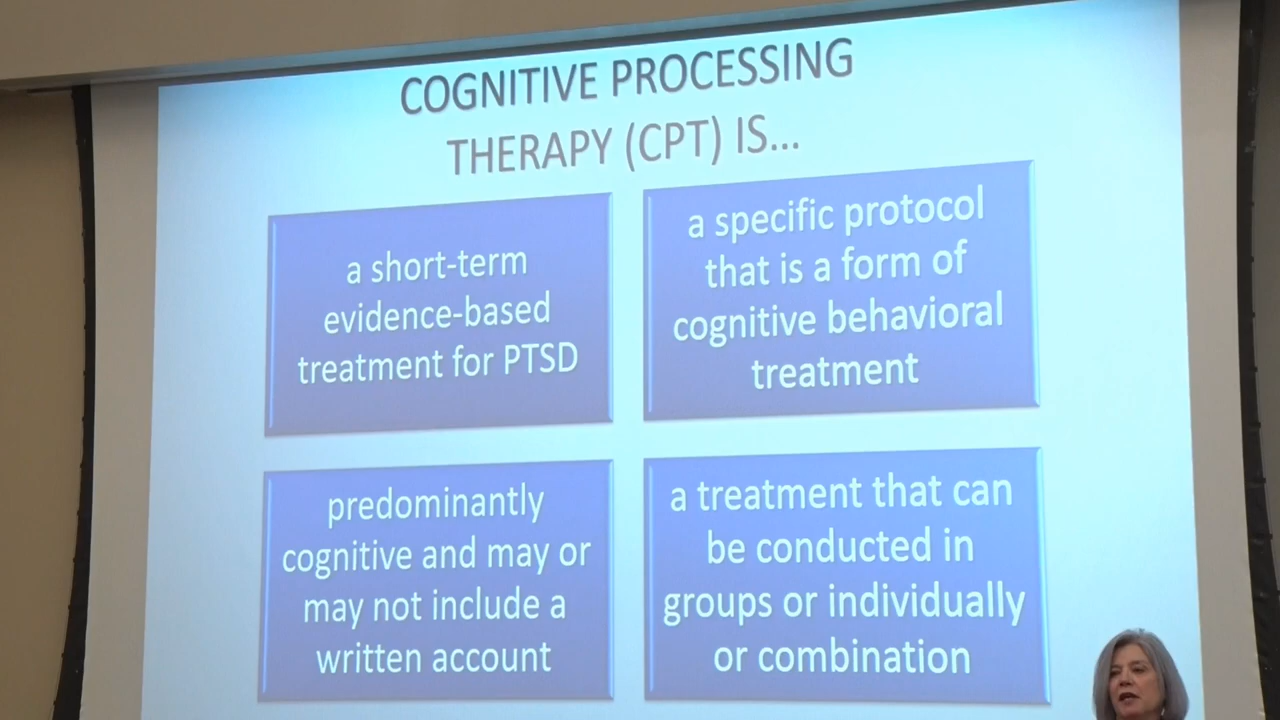 COGNITIVE PROCESSING
THERAPY (CPT) IS...
a short-term
evidence-based
treatment for PTSD
a specific protocol
that is a form of
cognitive behavioral
treatment
predominantly
cognitive and may or
may not include a
written account
a treatment that can
be conducted in
groups or individually
or combination